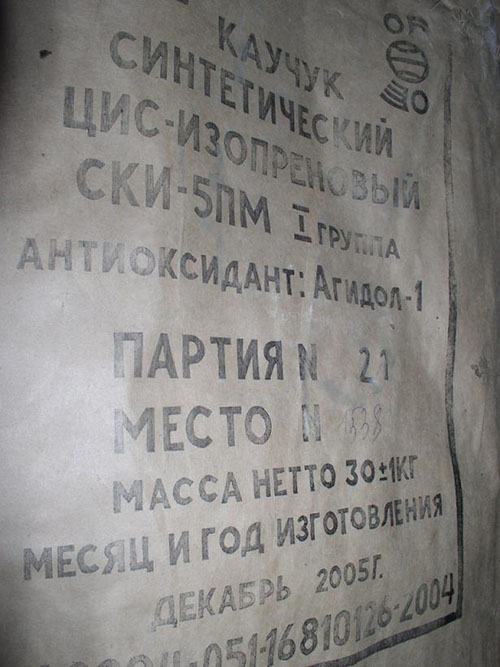 КАУЧУК
СИНТЕТИЧЕСКИЙ
ЦИС-ИЗОПРЕНОВЫЙ
СКИ-5ПМ I ГРУППА
АНТИОКСИДАНТ: АГИДОЛ-1
ПАРТИЯ N 21
МЕСТО N 1538
МАССА НЕТТО 30±1КГ
МЕСЯЦ И ГОД ИЗГОТОВЛЕНИЯ
ДЕКАБРЬ 2005Г.
-051-16810126-2004